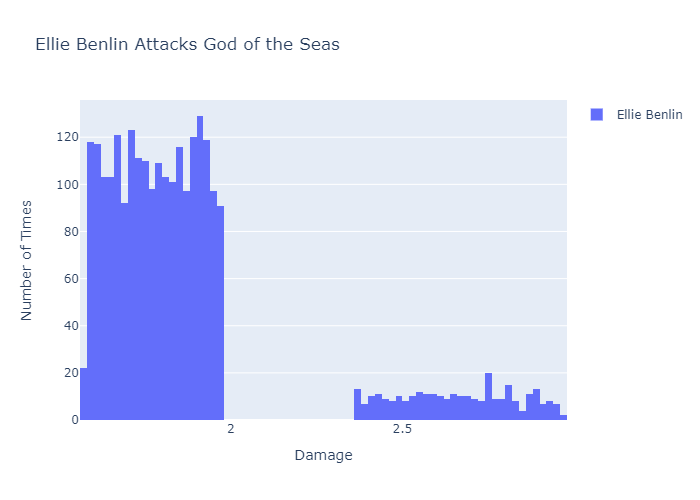 Ellie Benlin Attacks God of the Seas
Ellie Benlin
Number of Times
120
100
80
60
40
20
0
2
2.5
Damage